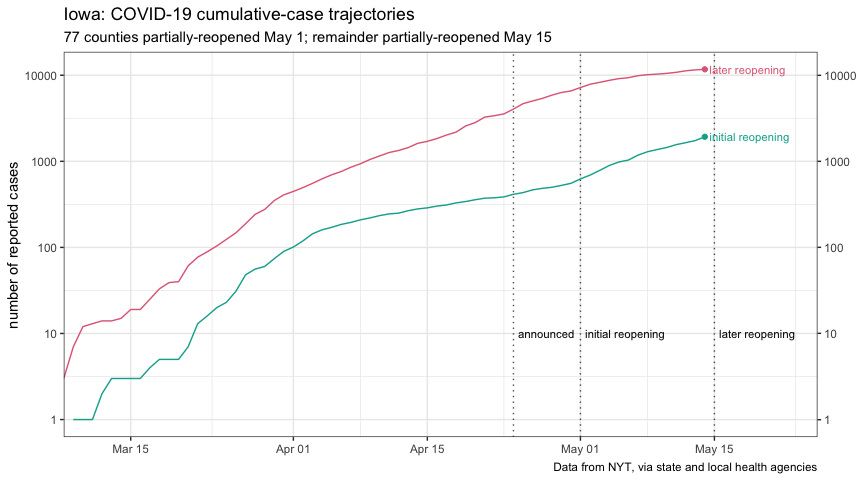 Iowa: COVID-19 cumulative-case trajectories
77 counties partially-reopened May 1; remainder partially-reopened May 15
number of reported cases
10000
1000
100
10
1
later reopening
initial reopening
announced
initial reopening
later reopening
10000
1000
100
10
1
Mar 15
Apr 01
Apr 15
May 01
May 15
Data from NYT, via state and local health agencies